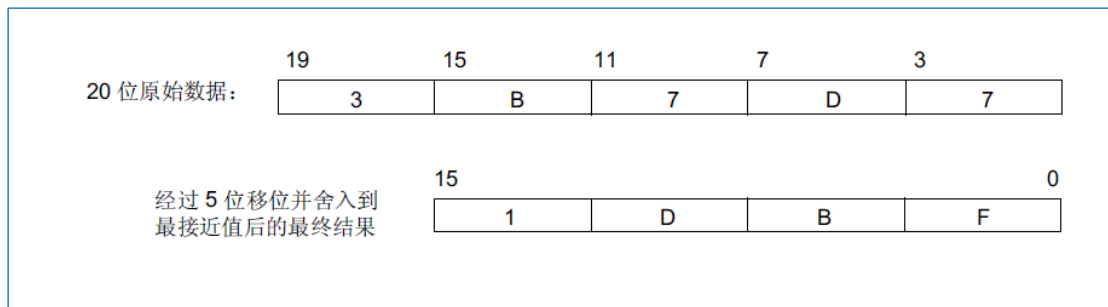 19 15 11 7 3
20 位原始数据：
3 B 7 D 7
15 0
经过 5 位移位并舍入到
最接近值后的最终结果
1 D B F